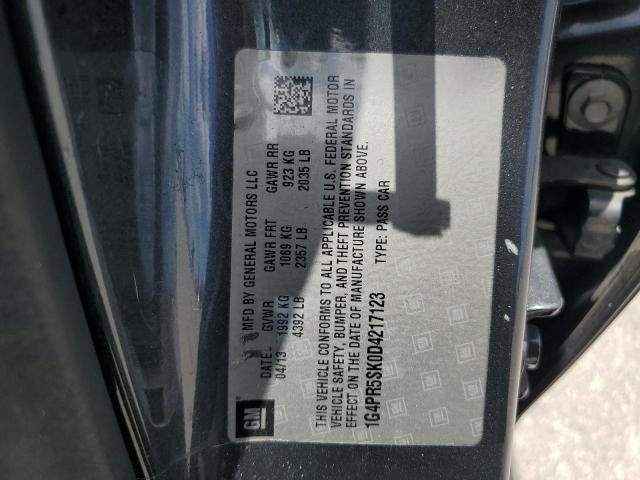 GM
MFD BY GENERAL MOTORS LLC
DATE GVWR GAWR FRT GAWR RR
04/13 1992 KG 1069 KG 923 KG
4392 LB 2357 LB 2035 LB
THIS VEHICLE CONFORMS TO ALL APPLICABLE U.S. FEDERAL MOTOR
VEHICLE SAFETY, BUMPER, AND THEFT PREVENTION STANDARDS IN
EFFECT ON THE DATE OF MANUFACTURE SHOWN ABOVE.
1G4PR5SK0D4217123 TYPE: PASS CAR